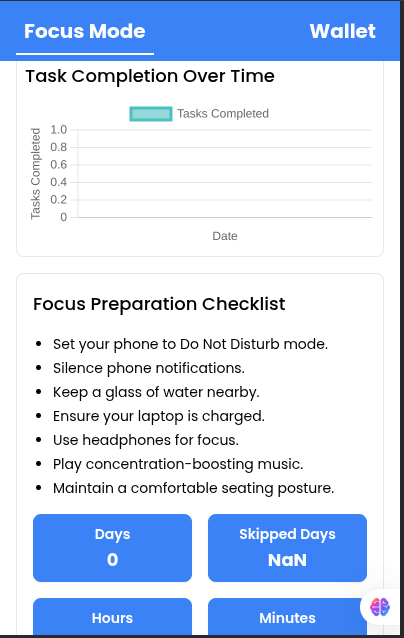 Focus Mode
Wallet
Task Completion Over Time
Tasks Completed
Tasks Completed
1.0
0.8
0.6
0.4
0.2
0
Date
Focus Preparation Checklist
Set your phone to Do Not Disturb mode.
Silence phone notifications.
Keep a glass of water nearby.
Ensure your laptop is charged.
Use headphones for focus.
Play concentration-boosting music.
Maintain a comfortable seating posture.
Days
0
Skipped Days
NaN
Hours
Minutes